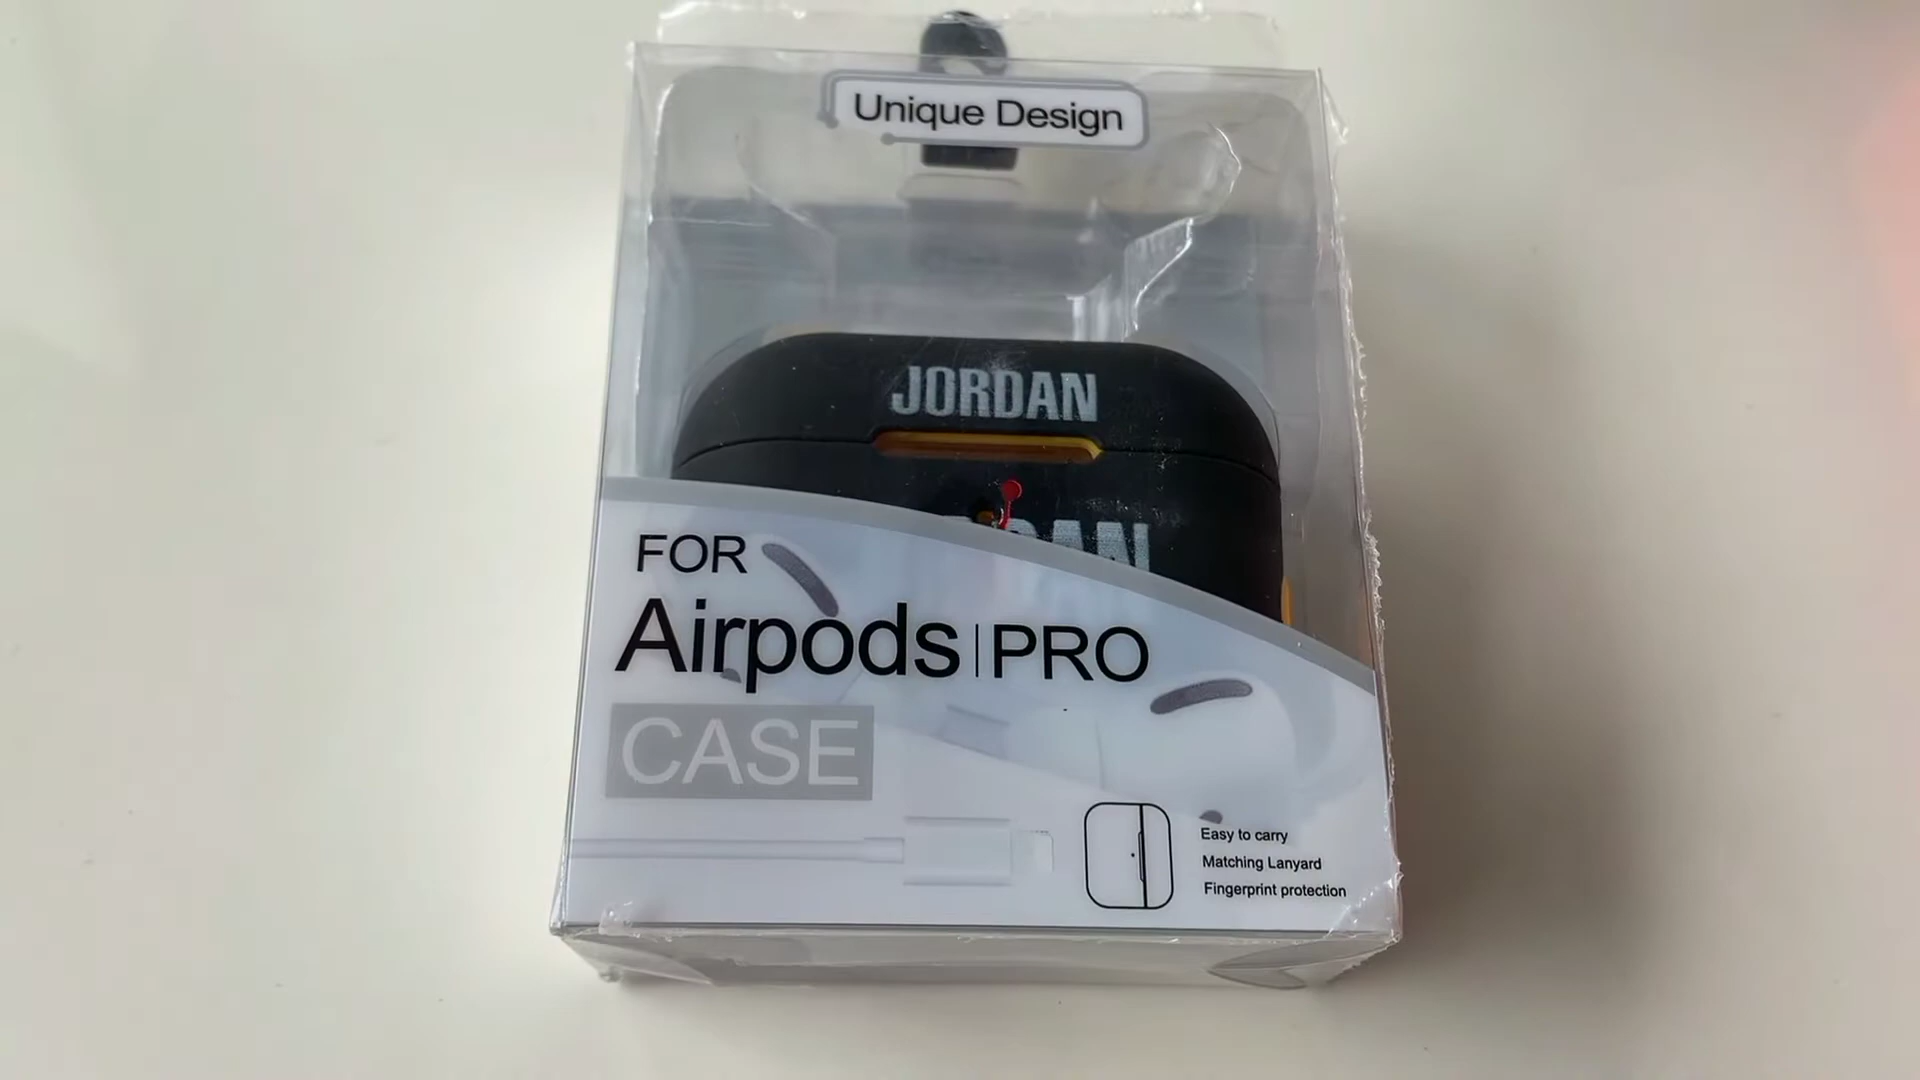 Unique Design
JORDAN
FOR
Airpods|PRO
CASE
Easy to carry
Matching Lanyard
Fingerprint protection